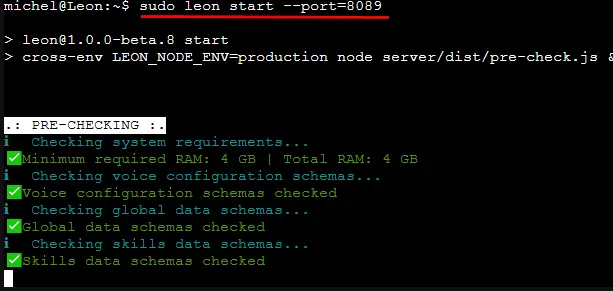 michel@Leon:~$ sudo leon start --port=8089
> leon@1.0.0-beta.8 start
> cross-env LEON_NODE_ENV=production node server/dist/pre-check.js &
.: PRE-CHECKING :.
ℹ Checking system requirements...
✅Minimum required RAM: 4 GB | Total RAM: 4 GB
ℹ Checking voice configuration schemas...
✅Voice configuration schemas checked
ℹ Checking global data schemas...
✅Global data schemas checked
ℹ Checking skills data schemas...
✅Skills data schemas checked